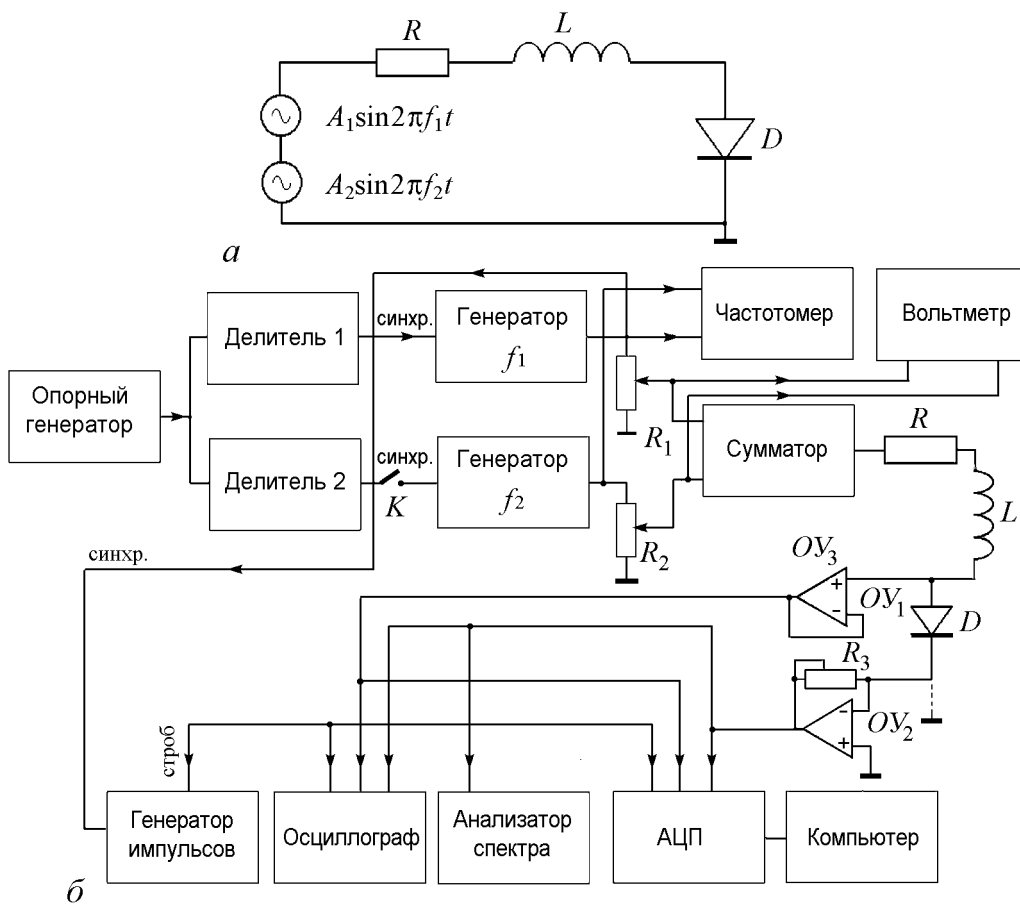 R
L
A₁sin2πf₁t
A₂sin2πf₂t
D
а
Опорный
генератор
Делитель 1
Делитель 2
синхр.
синхр.
K
Генератор
f1
Генератор
f2
Частотомер
Вольтметр
R₁
R₂
Сумматор
R
L
синхр.
ОУ₃
+
-
ОУ₁
D
R₃
-
+
ОУ₂
строб
Генератор
импульсов
Осциллограф
Анализатор
спектра
АЦП
Компьютер
б